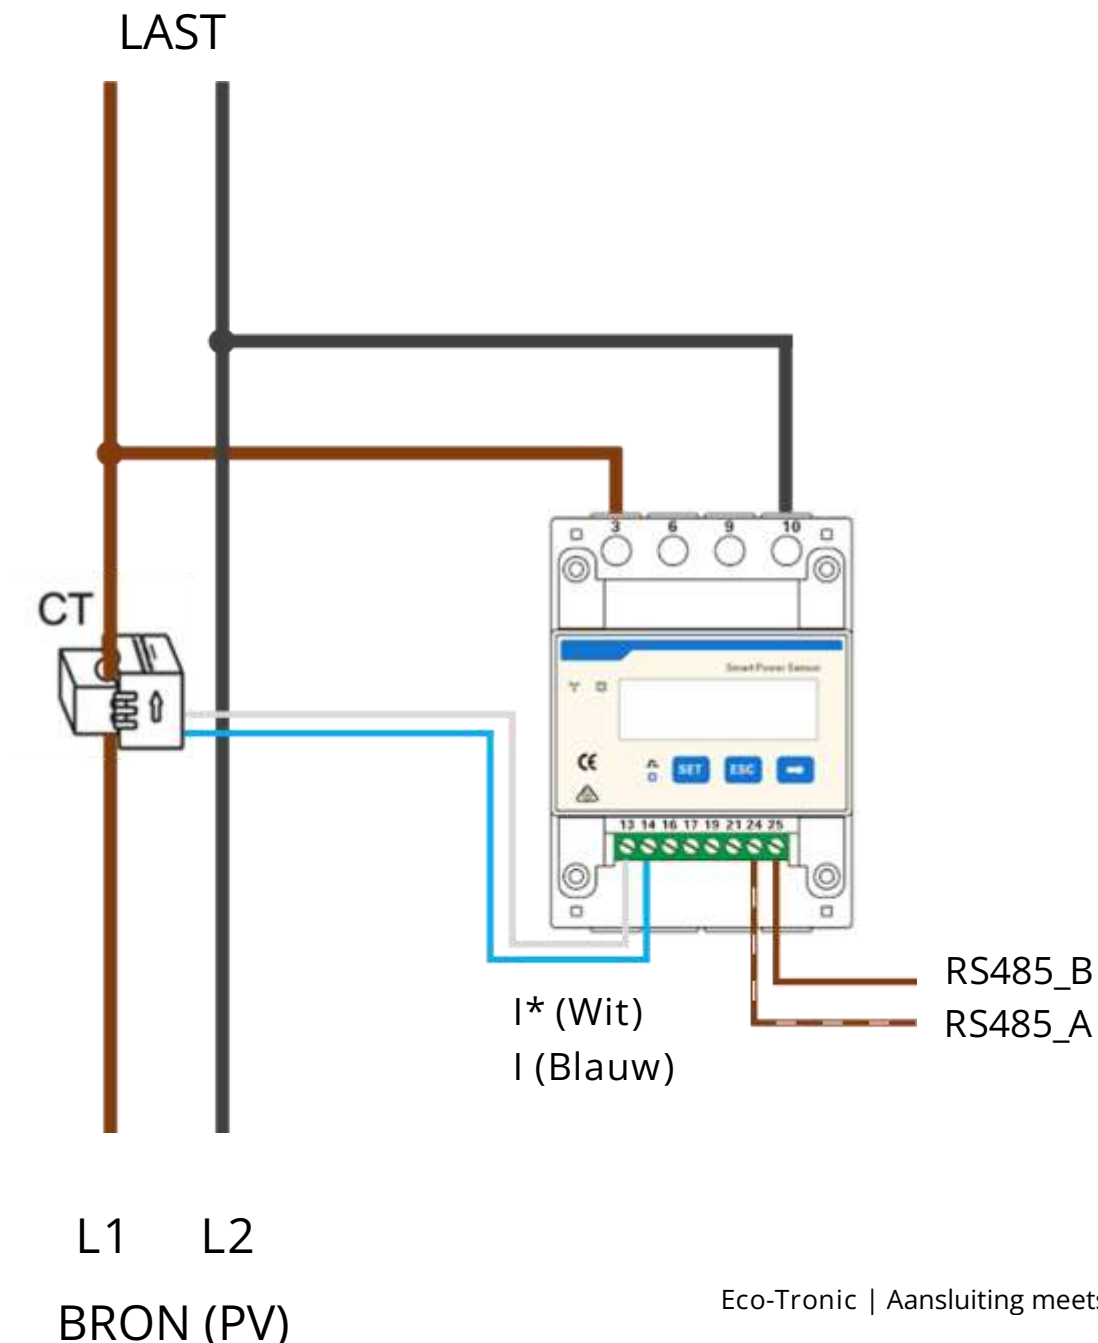 LAST
3 6 9 10
CT
Smart Power Sensor
CE
SET ESC
13 14 16 17 19 21 24 25
RS485_B
RS485_A
I* (Wit)
I (Blauw)
L1 L2
BRON (PV)
Eco-Tronic | Aansluiting meets